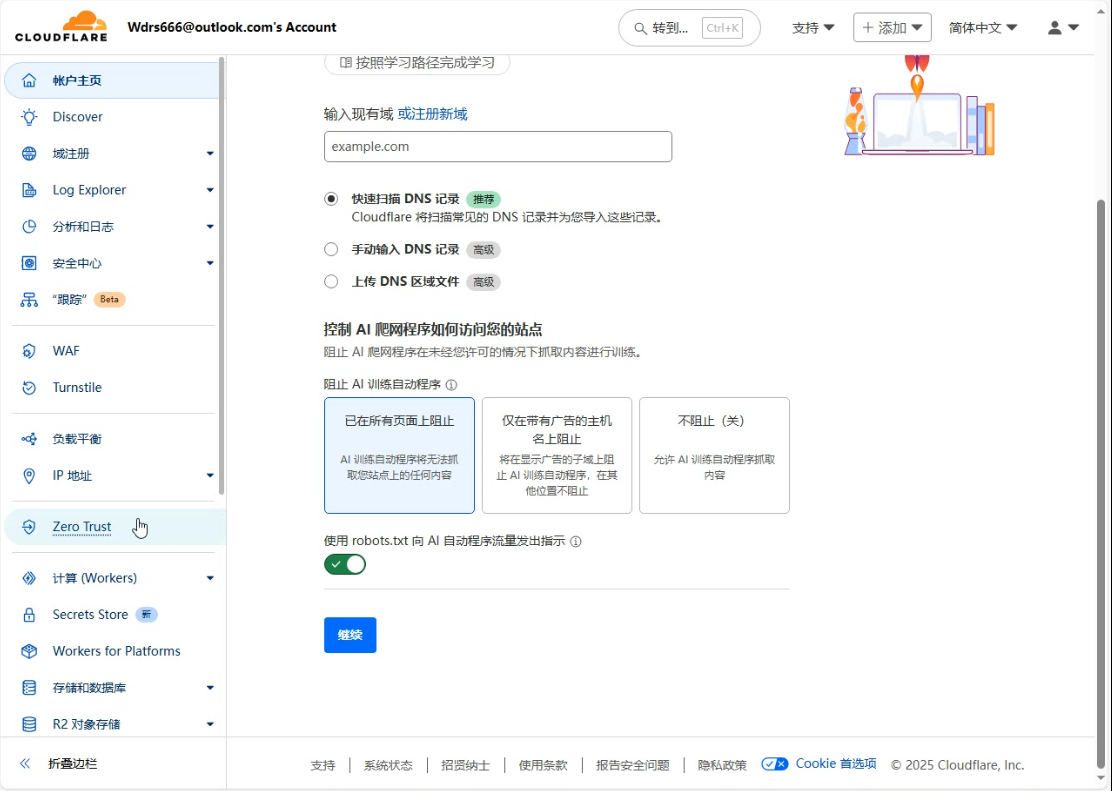 CLOUDFLARE
Wdrs666@outlook.com's Account
转到... Ctrl+K
支持
添加
简体中文
帐户主页
Discover
域注册
Log Explorer
分析和日志
安全中心
“跟踪” Beta
WAF
Turnstile
负载平衡
IP 地址
Zero Trust
计算 (Workers)
Secrets Store 新
Workers for Platforms
存储和数据库
R2 对象存储
折叠边栏
按照学习路径完成学习
输入现有域 或注册新域
example.com
快速扫描 DNS 记录 推荐
Cloudflare 将扫描常见的 DNS 记录并为您导入这些记录。
手动输入 DNS 记录 高级
上传 DNS 区域文件 高级
控制 AI 爬网程序如何访问您的站点
阻止 AI 爬网程序在未经您许可的情况下抓取内容进行训练。
阻止 AI 训练自动程序
已在所有页面上阻止
AI 训练自动程序将无法抓
取您站点上的任何内容
仅在带有广告的主机
名上阻止
将在显示广告的子域上阻
止 AI 训练自动程序，在其
他位置不阻止
不阻止（关）
允许 AI 训练自动程序抓取
内容
使用 robots.txt 向 AI 自动程序流量发出指示
继续
支持
系统状态
招贤纳士
使用条款
报告安全问题
隐私政策
Cookie 首选项
© 2025 Cloudflare, Inc.